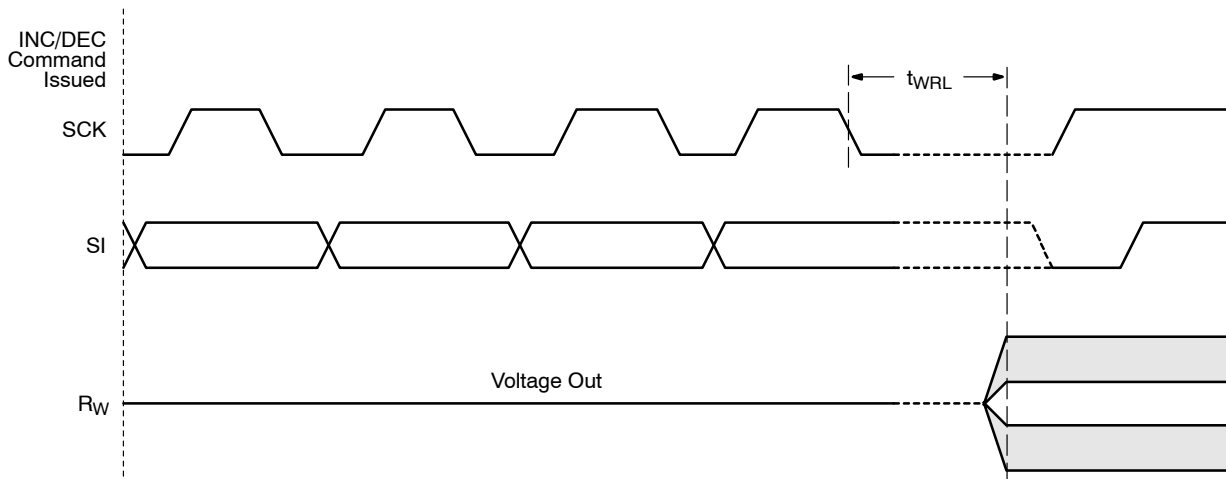 INC/DEC
Command
Issued
tWRL
SCK
SI
Voltage Out
RW